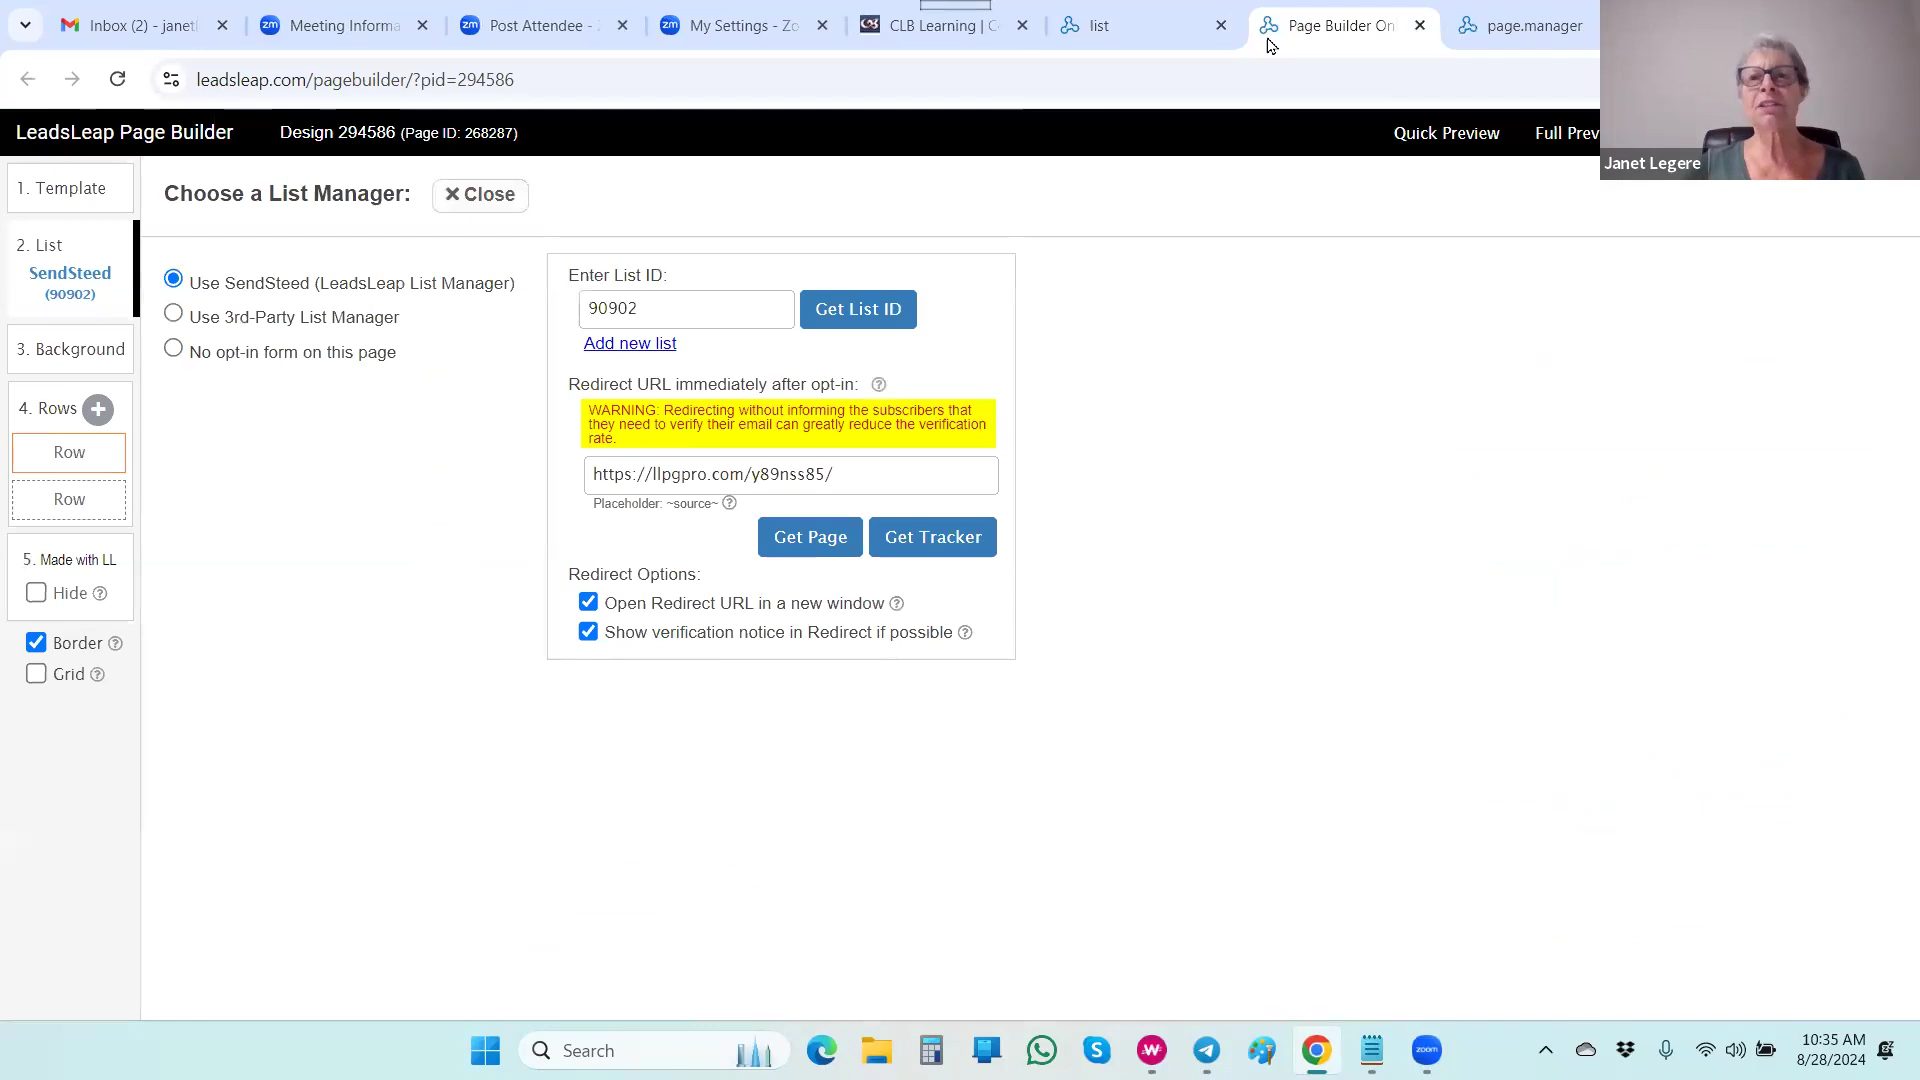 Inbox (2) - janetl
Meeting Informa
Post Attendee - Z
My Settings - Zo
CLB Learning | C
list
Page Builder On
page.manager
leadsleap.com/pagebuilder/?pid=294586
LeadsLeap Page Builder
Design 294586 (Page ID: 268287)
Quick Preview
Full Prev
Janet Legere
1. Template
2. List
SendSteed
(90902)
3. Background
4. Rows
Row
Row
5. Made with LL
Hide
Border
Grid
Choose a List Manager:
Close
Use SendSteed (LeadsLeap List Manager)
Use 3rd-Party List Manager
No opt-in form on this page
Enter List ID:
90902
Get List ID
Add new list
Redirect URL immediately after opt-in:
WARNING: Redirecting without informing the subscribers that
they need to verify their email can greatly reduce the verification
rate.
https://llpgpro.com/y89nss85/
Placeholder: ~source~
Get Page
Get Tracker
Redirect Options:
Open Redirect URL in a new window
Show verification notice in Redirect if possible
Search
zoom
10:35 AM
8/28/2024